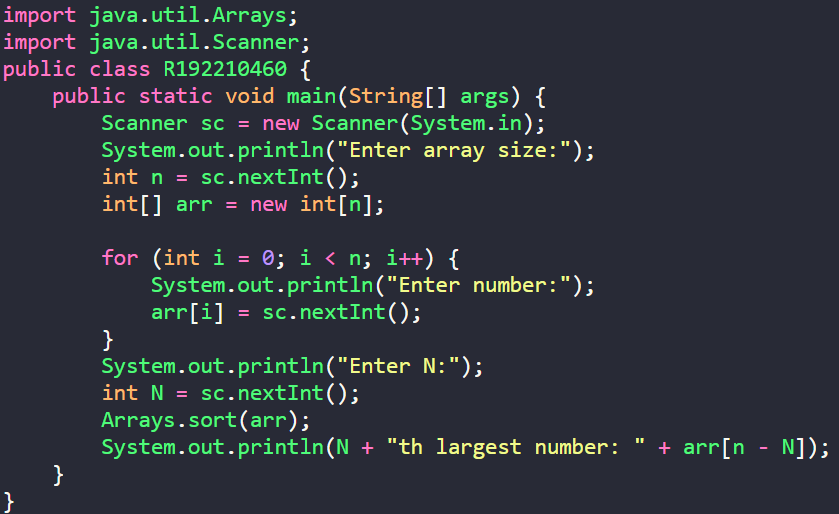 import java.util.Arrays;
import java.util.Scanner;
public class R192210460 {
    public static void main(String[] args) {
        Scanner sc = new Scanner(System.in);
        System.out.println("Enter array size:");
        int n = sc.nextInt();
        int[] arr = new int[n];

        for (int i = 0; i < n; i++) {
            System.out.println("Enter number:");
            arr[i] = sc.nextInt();
        }
        System.out.println("Enter N:");
        int N = sc.nextInt();
        Arrays.sort(arr);
        System.out.println(N + "th largest number: " + arr[n - N]);
    }
}